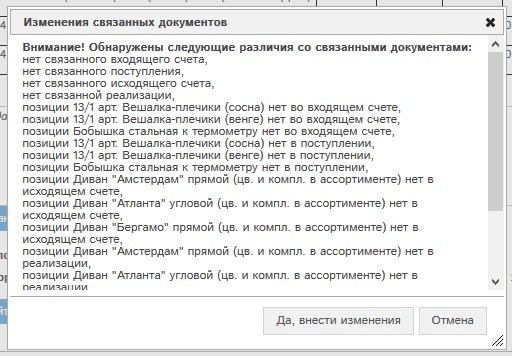 Изменения связанных документов
Внимание! Обнаружены следующие различия со связанными документами:
нет связанного входящего счета,
нет связанного поступления,
нет связанного исходящего счета,
нет связанной реализации,
позиции 13/1 арт. Вешалка-плечики (сосна) нет во входящем счете,
позиции 13/1 арт. Вешалка-плечики (венге) нет во входящем счете,
позиции Бобышка стальная к термометру нет во входящем счете,
позиции 13/1 арт. Вешалка-плечики (сосна) нет в поступлении,
позиции 13/1 арт. Вешалка-плечики (венге) нет в поступлении,
позиции Бобышка стальная к термометру нет в поступлении,
позиции Диван "Амстердам" прямой (цв. и компл. в ассортименте) нет в
исходящем счете,
позиции Диван "Атланта" угловой (цв. и компл. в ассортименте) нет в
исходящем счете,
позиции Диван "Бергамо" прямой (цв. и компл. в ассортименте) нет в
исходящем счете,
позиции Диван "Амстердам" прямой (цв. и компл. в ассортименте) нет в
реализации,
позиции Диван "Атланта" угловой (цв. и компл. в ассортименте) нет в
реализации
Да, внести изменения
Отмена